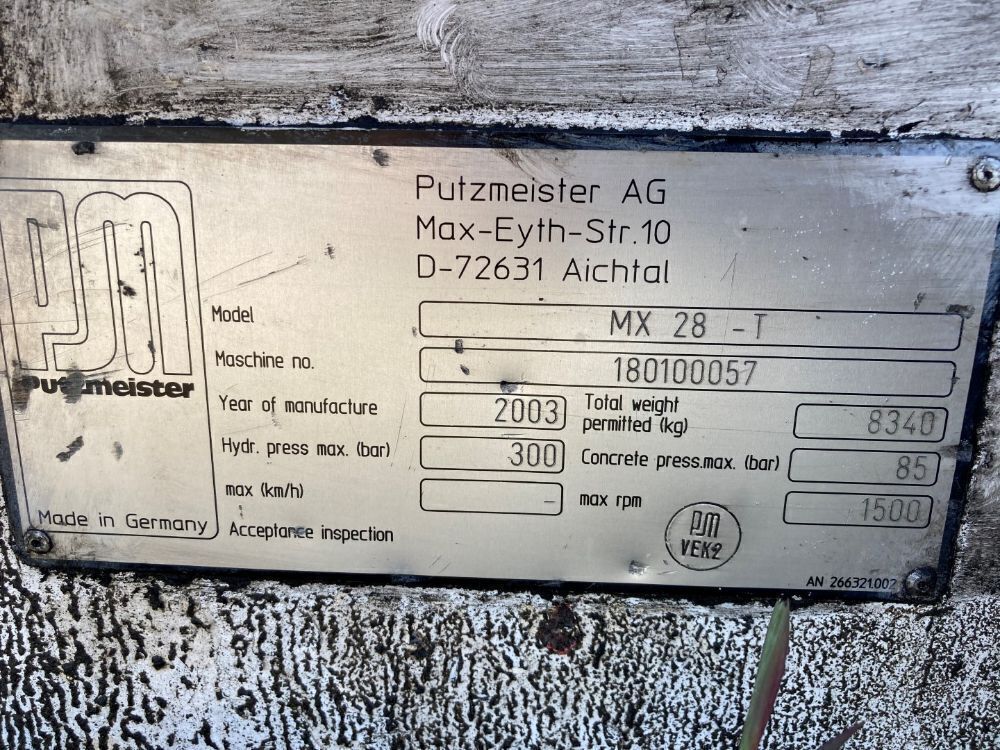 Putzmeister AG
Max-Eyth-Str.10
D-72631 Aichtal
PM
Putzmeister
Made in Germany
Model MX 28 -T
Maschine no. 180100057
Year of manufacture 2003 Total weight permitted (kg) 8340
Hydr. press max. (bar) 300 Concrete press.max. (bar) 85
max (km/h) - max rpm 1500
Acceptance inspection
PM
VEK2
AN 266321.002